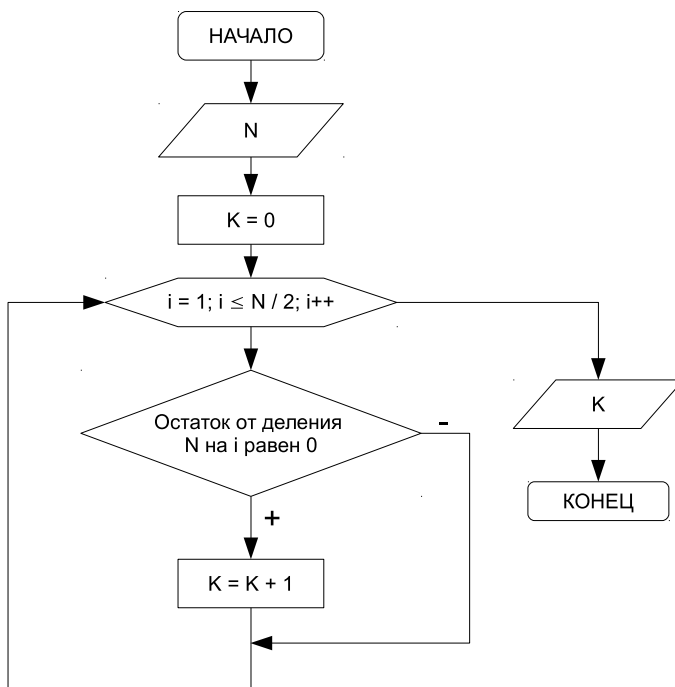 НАЧАЛО
N
K = 0
i = 1; i ≤ N / 2; i++
Остаток от деления
N на i равен 0
-
+
K = K + 1
K
КОНЕЦ